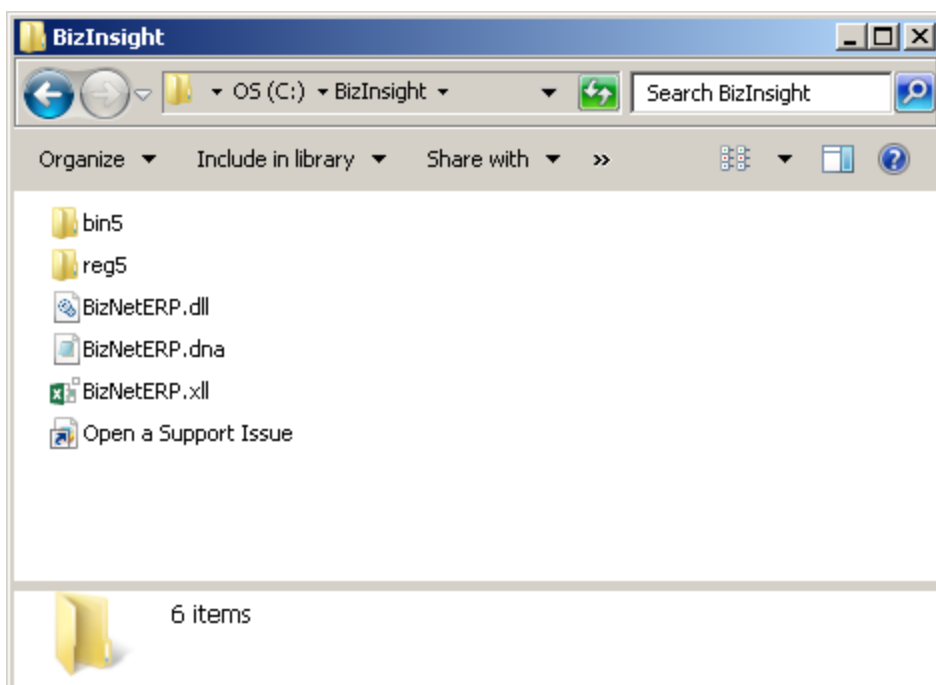 BizInsight
OS (C:) BizInsight Search BizInsight
Organize Include in library Share with »
bin5
reg5
BizNetERP.dll
BizNetERP.dna
BizNetERP.xll
Open a Support Issue
6 items